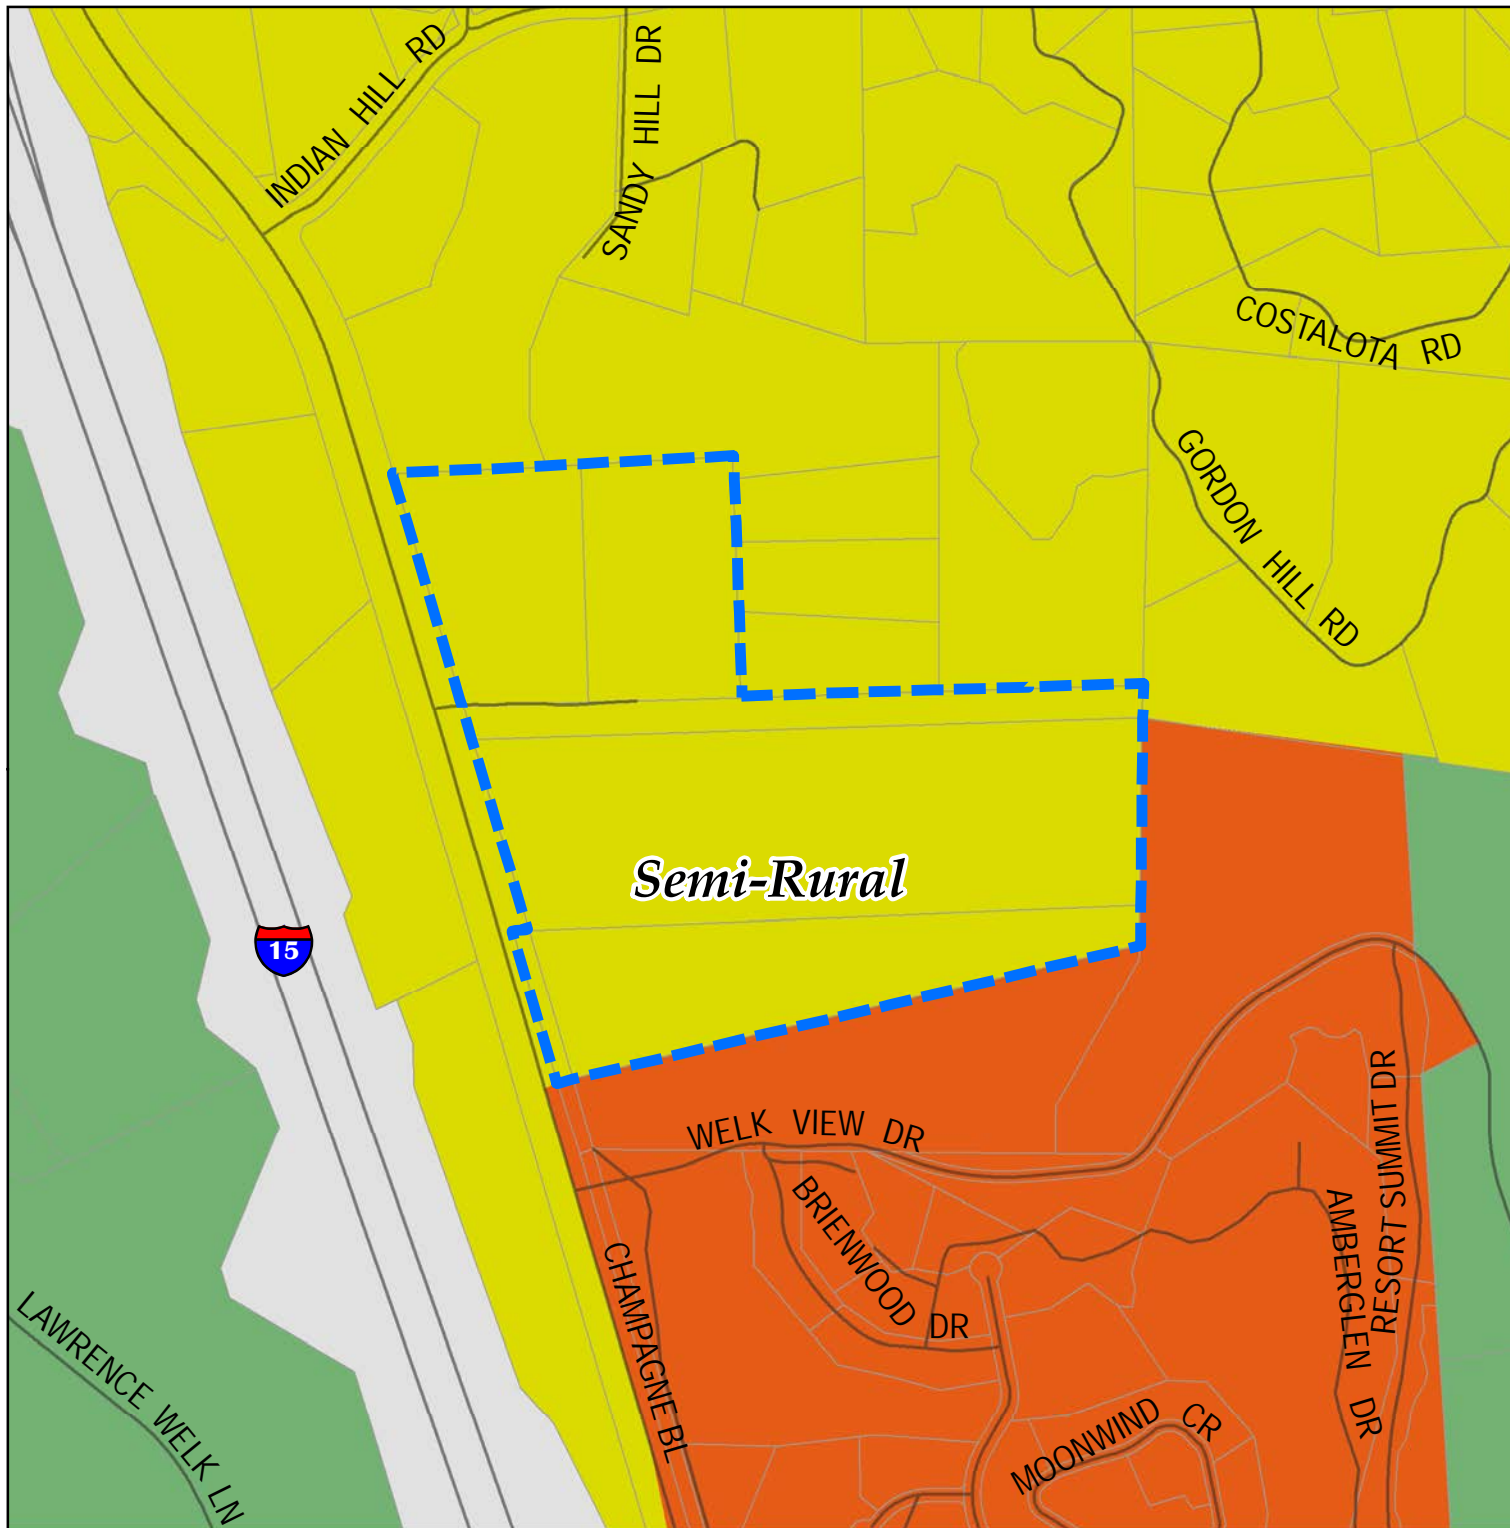 INDIAN HILL RD
SANDY HILL DR
COSTALOTA RD
GORDON HILL RD
Semi-Rural
15
WELK VIEW DR
BRIENWOOD DR
RESORT SUMMIT DR
AMBERGLEN DR
CHAMPAGNE BL
LAWRENCE WELK LN
MOONWIND CR